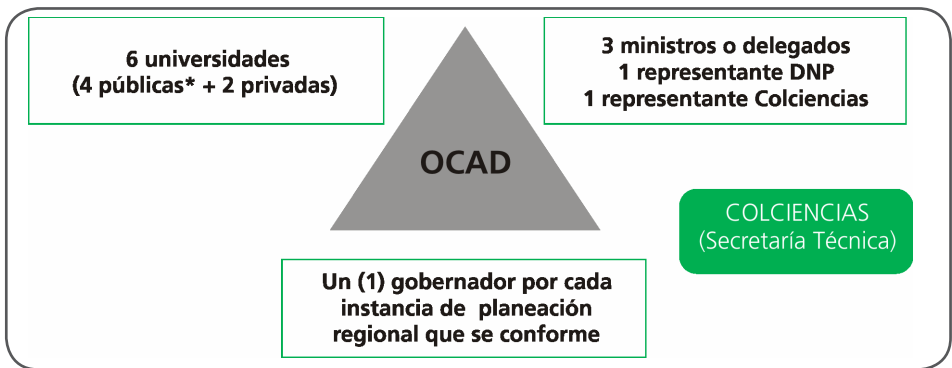 6 universidades
(4 públicas* + 2 privadas)
3 ministros o delegados
1 representante DNP
1 representante Colciencias
OCAD
COLCIENCIAS
(Secretaría Técnica)
Un (1) gobernador por cada
instancia de planeación
regional que se conforme